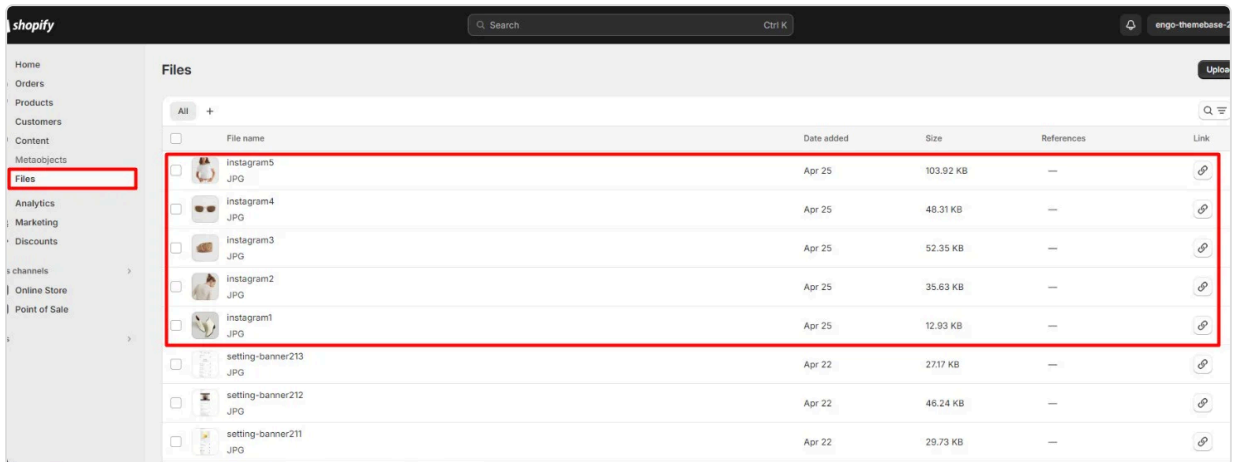 shopify
Search
Ctrl K
engo-themebase-2
Home
Orders
Products
Customers
Content
Metaobjects
Files
Analytics
Marketing
Discounts
s channels
Online Store
Point of Sale
Files
Uploa
All +
File name Date added Size References Link
instagram5
JPG
Apr 25 103.92 KB —
instagram4
JPG
Apr 25 48.31 KB —
instagram3
JPG
Apr 25 52.35 KB —
instagram2
JPG
Apr 25 35.63 KB —
instagram1
JPG
Apr 25 12.93 KB —
setting-banner213
JPG
Apr 22 27.17 KB —
setting-banner212
JPG
Apr 22 46.24 KB —
setting-banner211
JPG
Apr 22 29.73 KB —